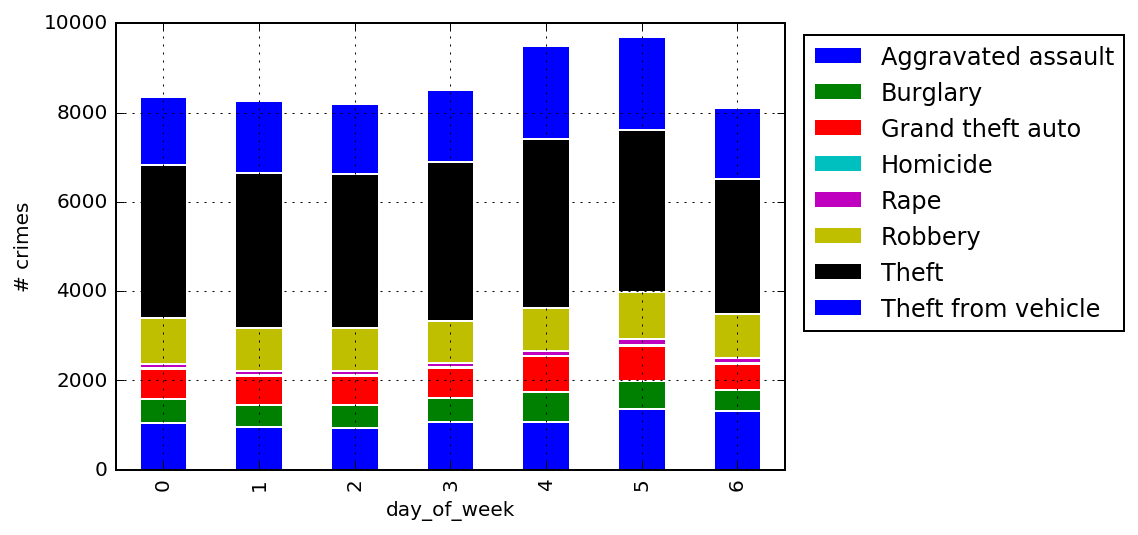 10000
8000
6000
4000
2000
0
# crimes
0 1 2 3 4 5 6
day_of_week
Aggravated assault
Burglary
Grand theft auto
Homicide
Rape
Robbery
Theft
Theft from vehicle